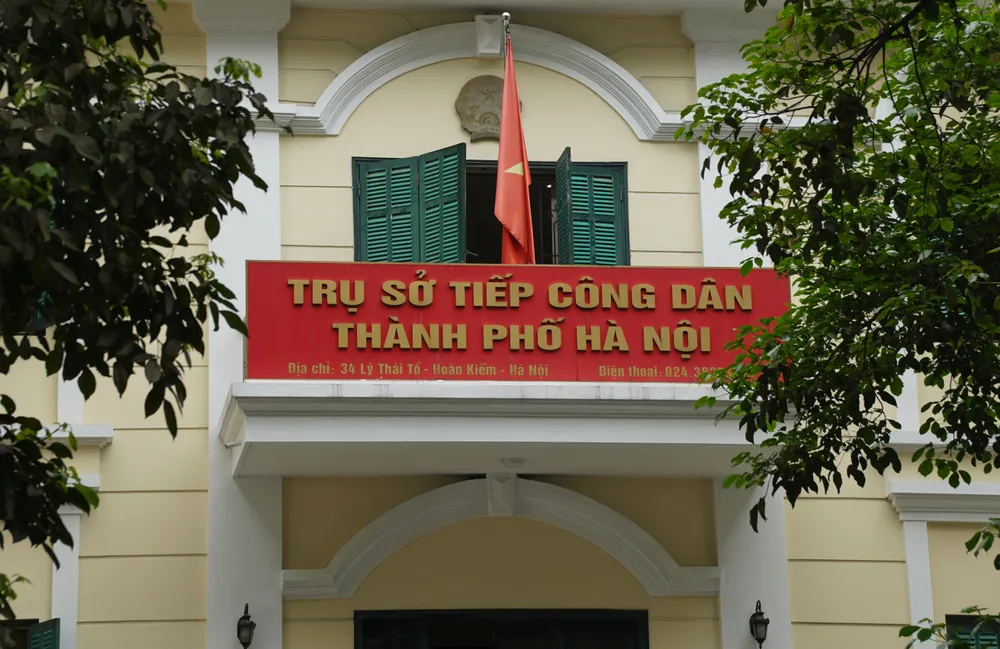 TRỤ SỞ TIẾP CÔNG DÂN
THÀNH PHỐ HÀ NỘI
Địa chỉ: 34 Lý Thái Tổ - Hoàn Kiếm - Hà Nội Điện thoại: 024